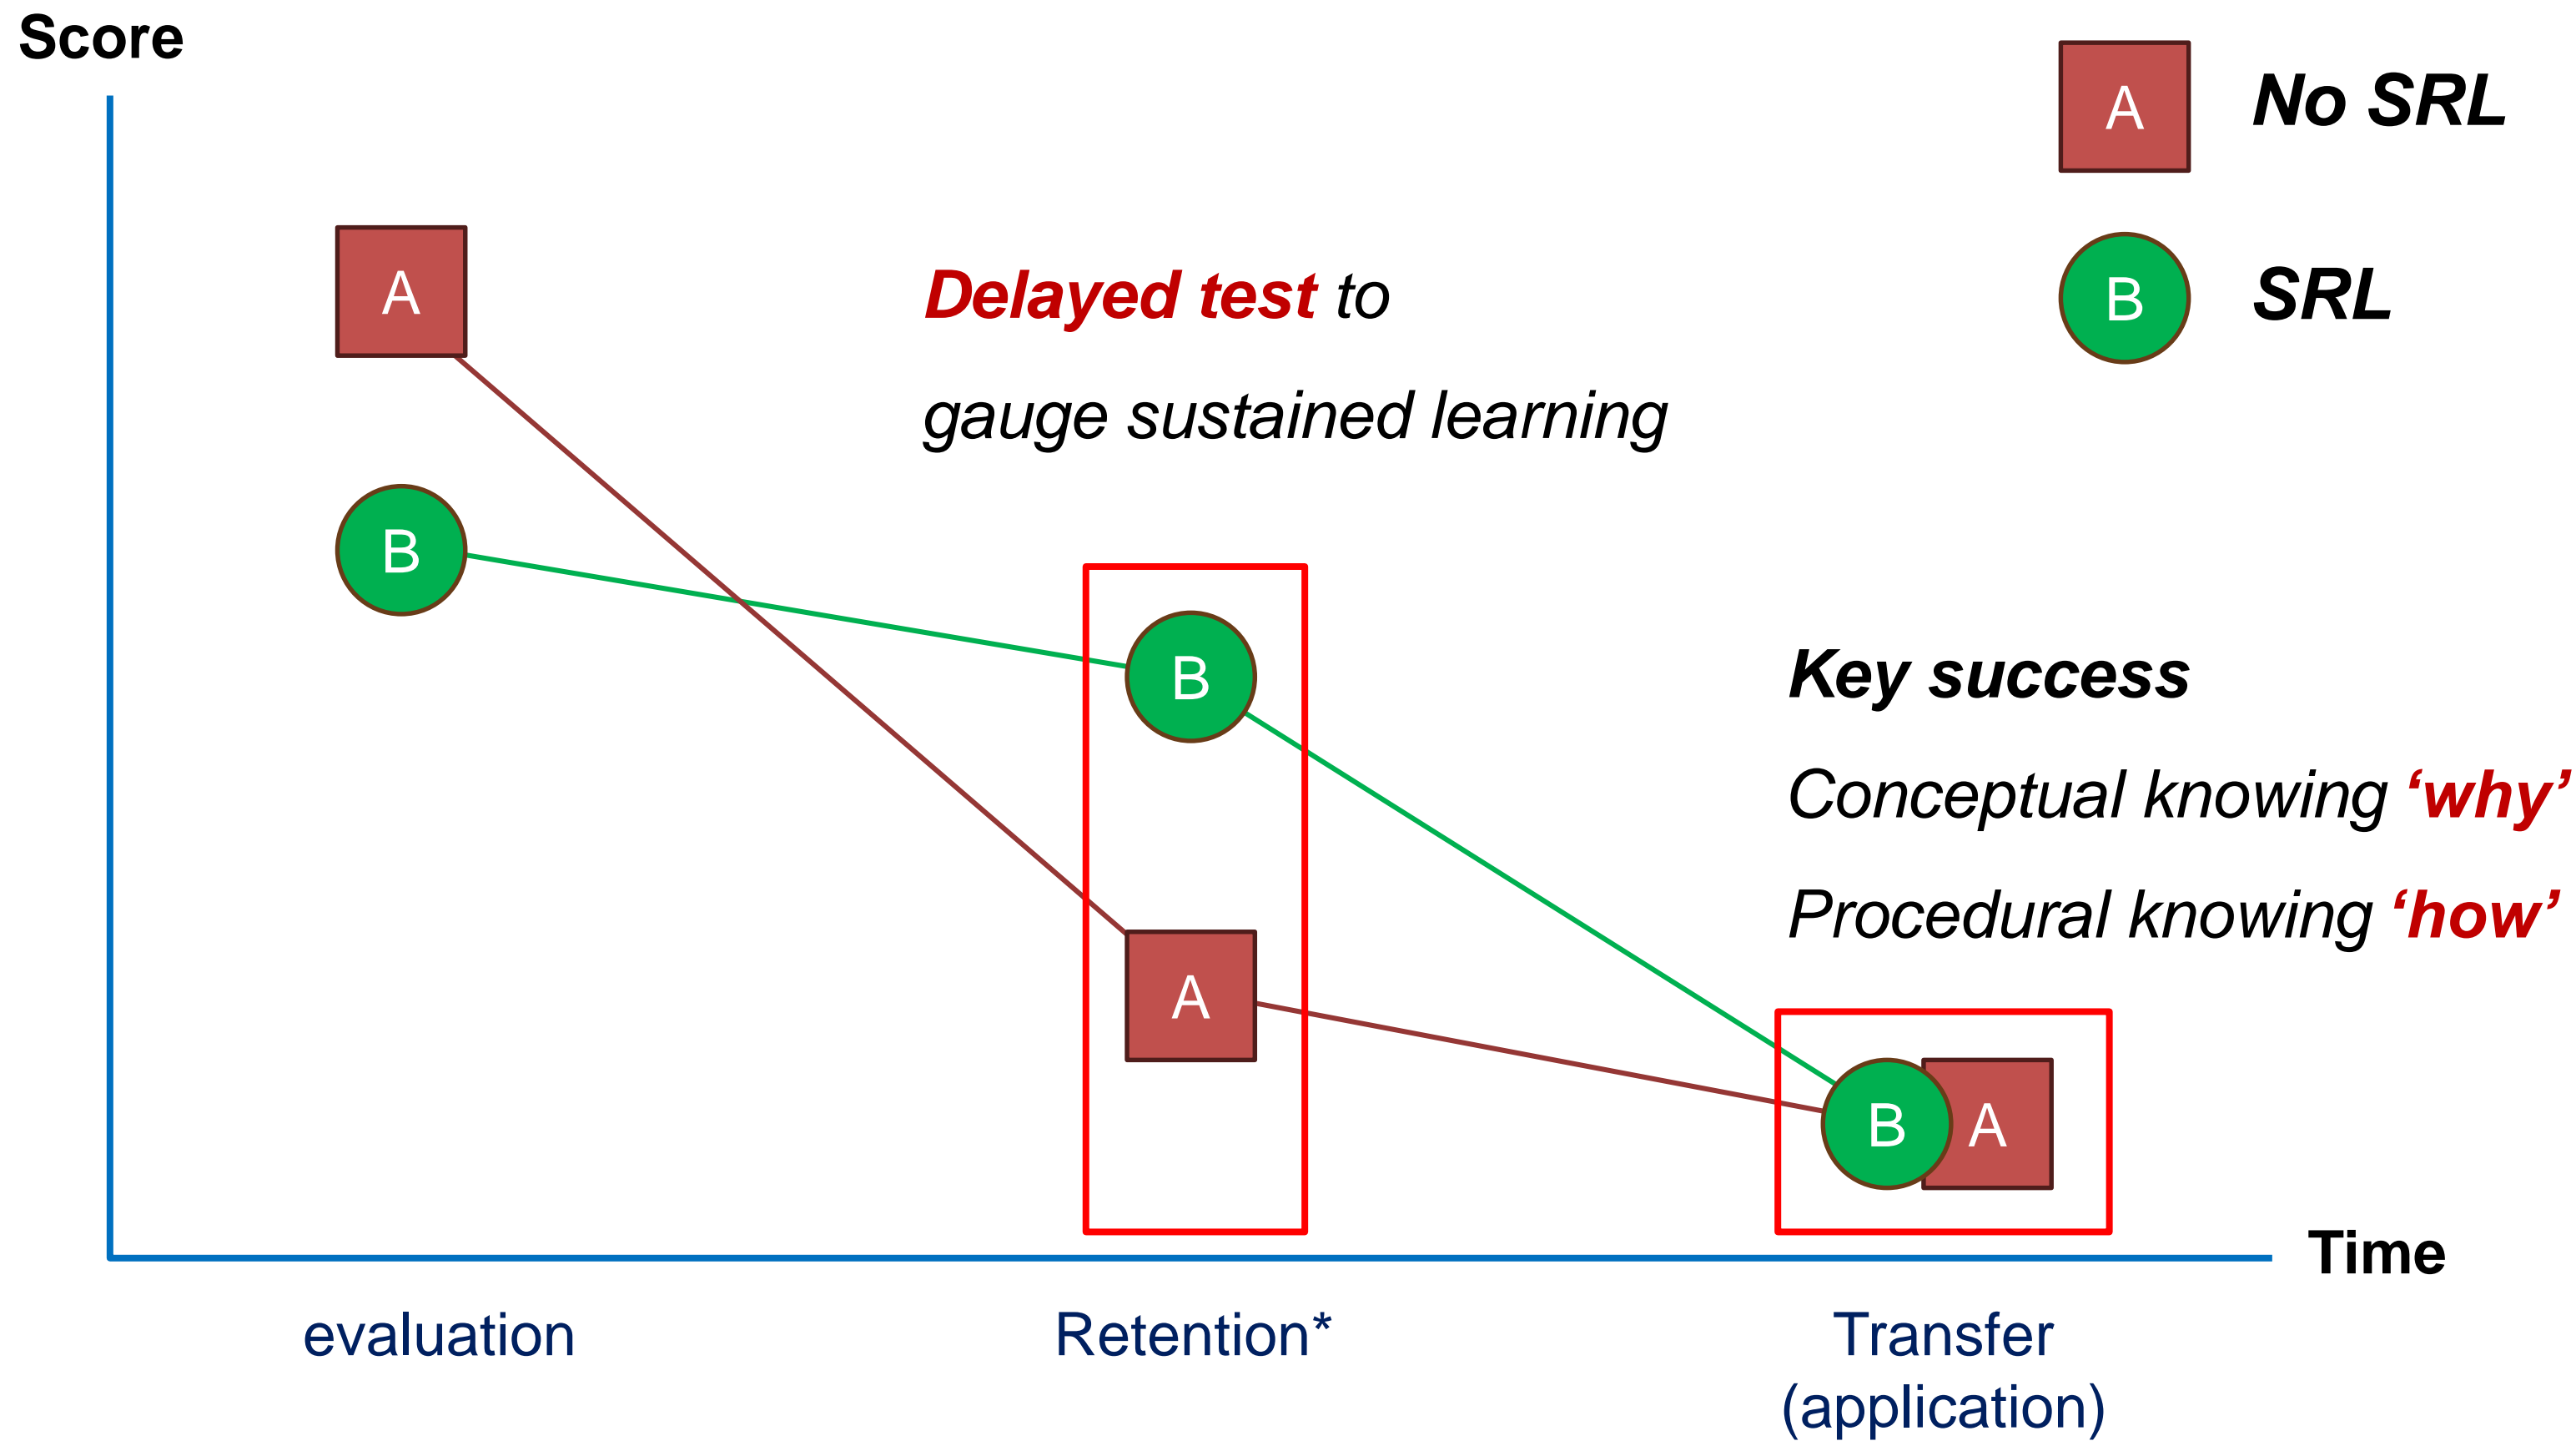 Score
A
No SRL
B
SRL
A
B
Delayed test to
gauge sustained learning
B
A
Key success
Conceptual knowing ‘why’
Procedural knowing ‘how’
B
A
Time
evaluation
Retention*
Transfer
(application)